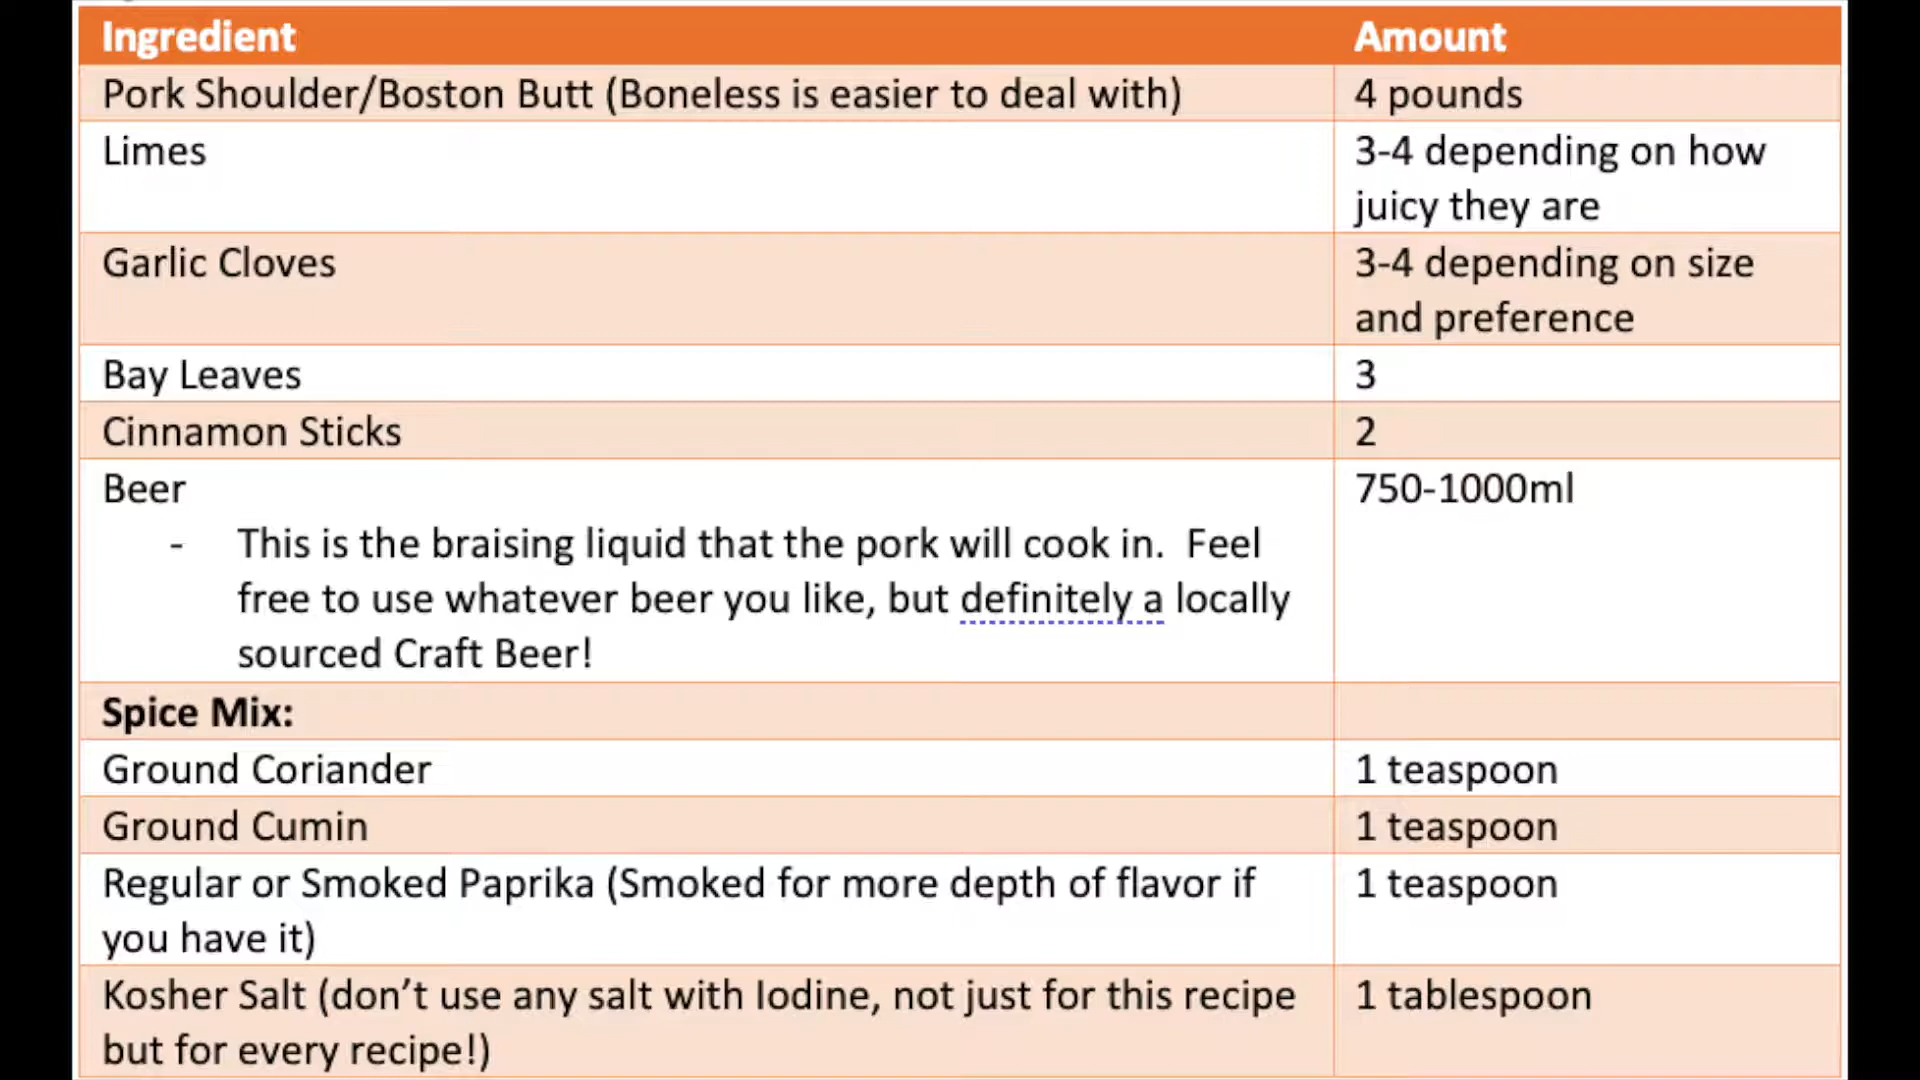 Ingredient Amount
Pork Shoulder/Boston Butt (Boneless is easier to deal with) 4 pounds
Limes 3-4 depending on how
juicy they are
Garlic Cloves 3-4 depending on size
and preference
Bay Leaves 3
Cinnamon Sticks 2
Beer 750-1000ml
- This is the braising liquid that the pork will cook in.  Feel
free to use whatever beer you like, but definitely a locally
sourced Craft Beer!
Spice Mix:
Ground Coriander 1 teaspoon
Ground Cumin 1 teaspoon
Regular or Smoked Paprika (Smoked for more depth of flavor if 1 teaspoon
you have it)
Kosher Salt (don’t use any salt with Iodine, not just for this recipe 1 tablespoon
but for every recipe!)